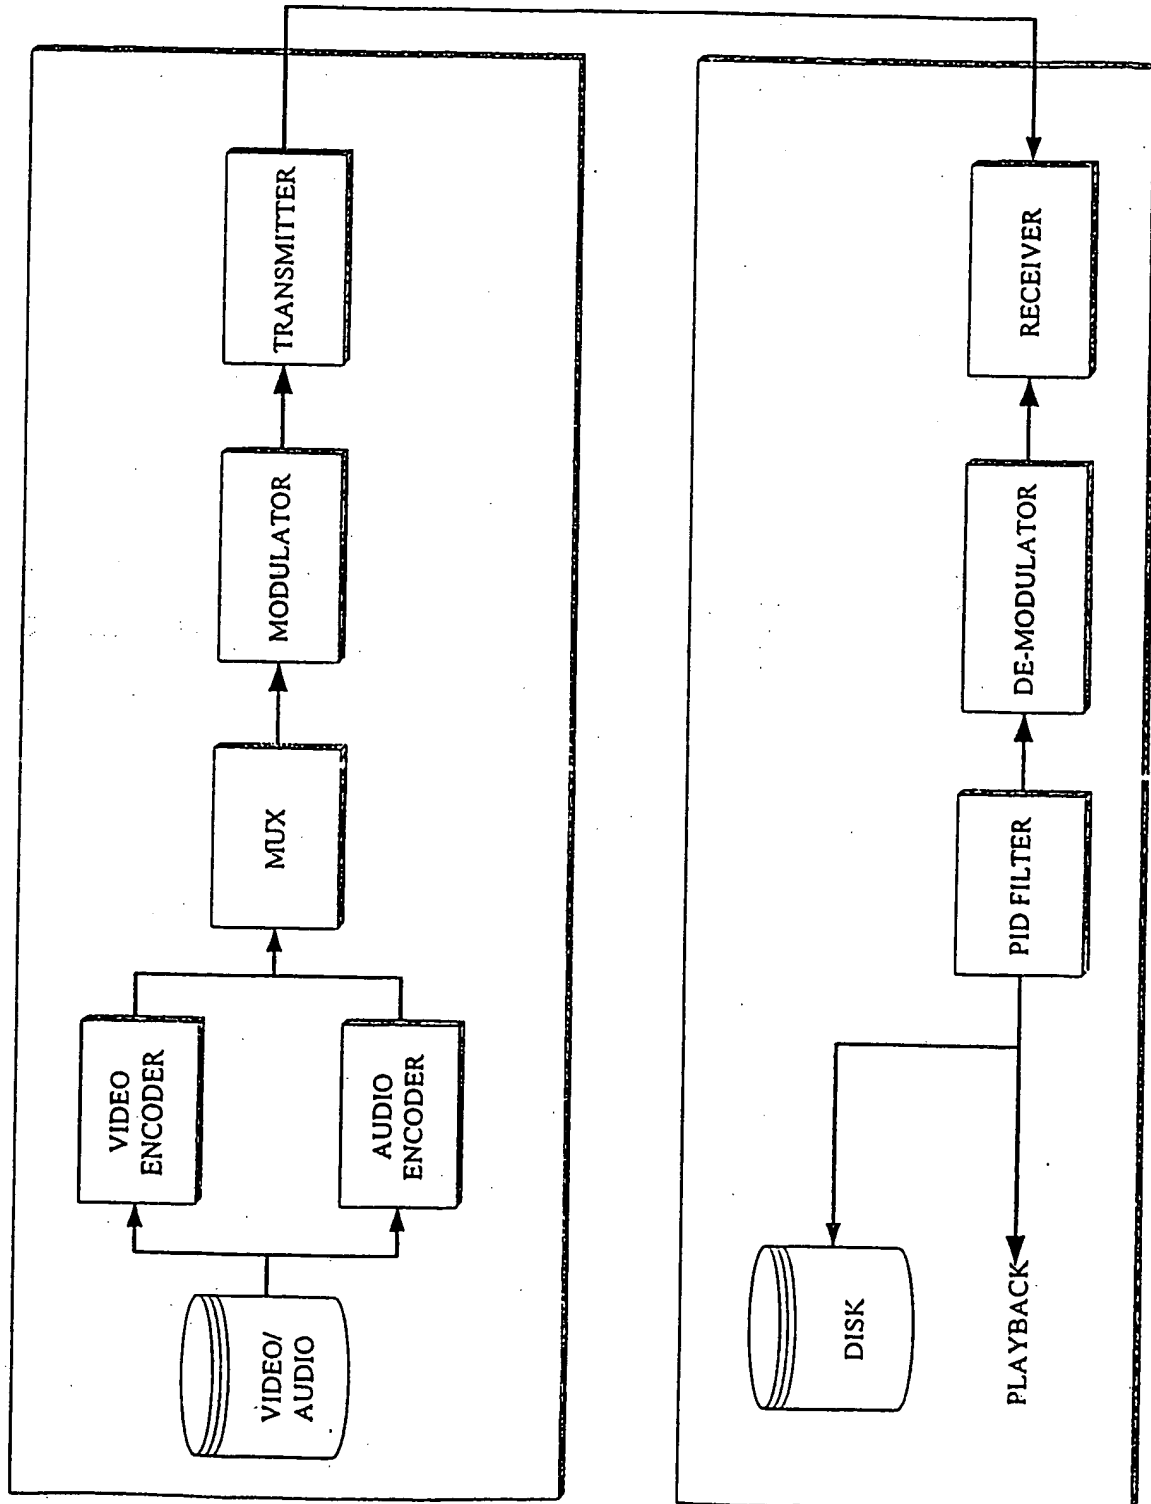 VIDEO/
AUDIO
VIDEO
ENCODER
AUDIO
ENCODER
MUX
MODULATOR
TRANSMITTER
DISK
PLAYBACK
PID FILTER
DE-MODULATOR
RECEIVER